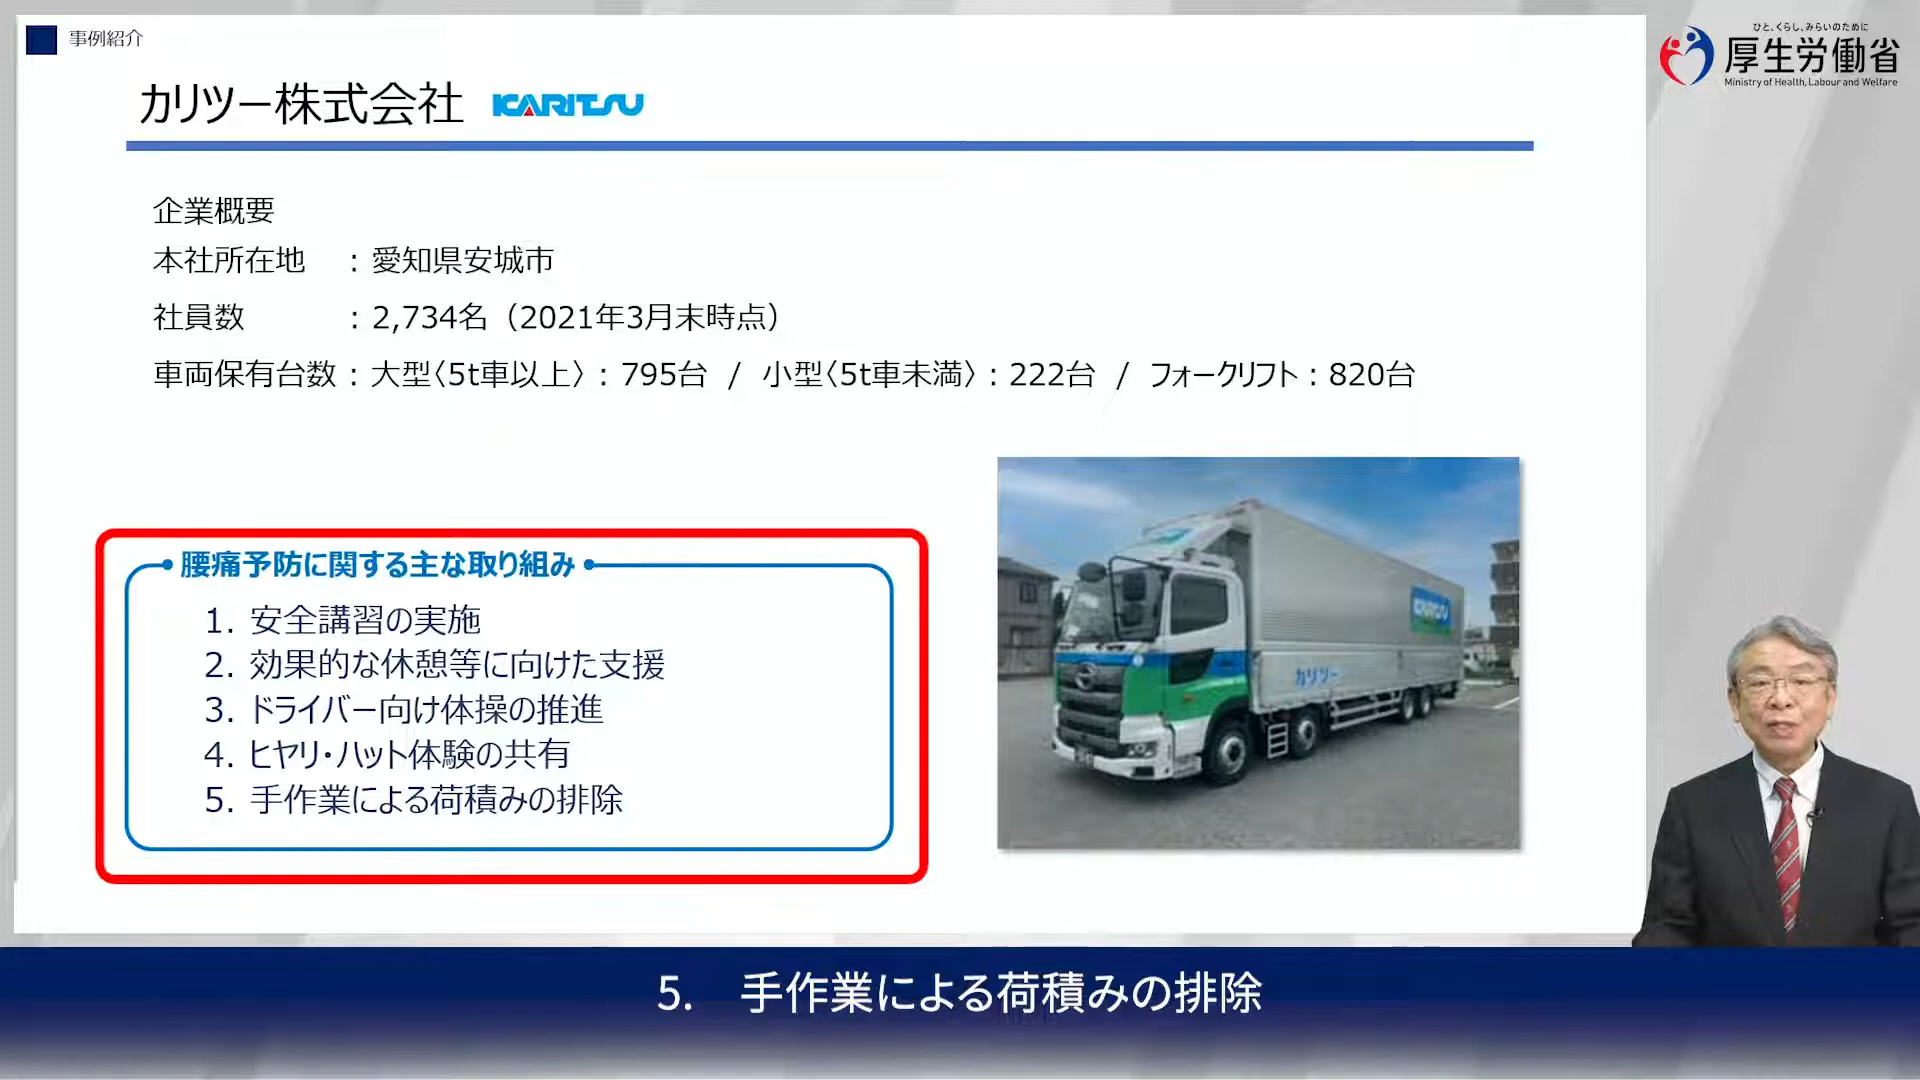 事例紹介
ひと、くらし、みらいのために
厚生労働省
Ministry of Health, Labour and Welfare
カリツー株式会社 KARITSU
企業概要
本社所在地 : 愛知県安城市
社員数 : 2,734名（2021年3月末時点）
車両保有台数 : 大型〈5t車以上〉 : 795台 / 小型〈5t車未満〉 : 222台 / フォークリフト : 820台
腰痛予防に関する主な取り組み
1. 安全講習の実施
2. 効果的な休憩等に向けた支援
3. ドライバー向け体操の推進
4. ヒヤリ・ハット体験の共有
5. 手作業による荷積みの排除
KARITSU
カリツー
5. 手作業による荷積みの排除